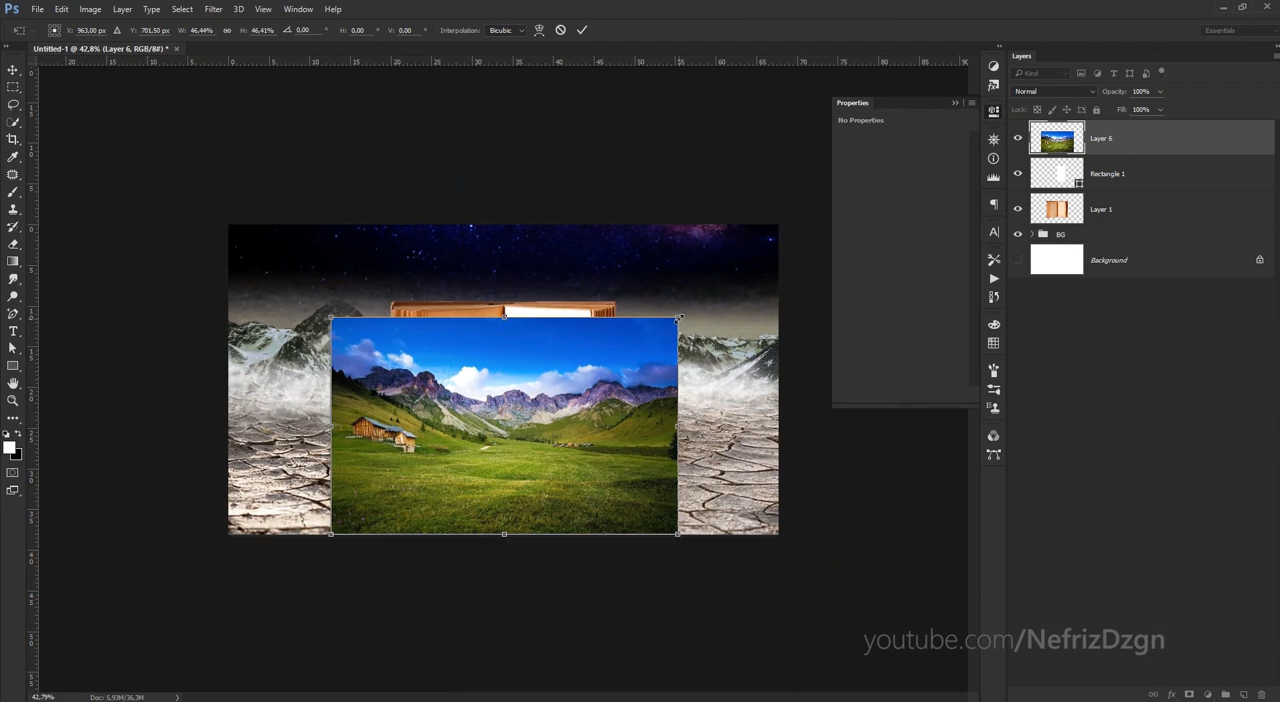 Ps File Edit Image Layer Type Select Filter 3D View Window Help
X: 963,00 px Y: 701,50 px W: 46,44% H: 46,41% 0,00 ° H: 0,00 ° V: 0,00 ° Interpolation: Bicubic Essentials
Untitled-1 @ 42,8% (Layer 6, RGB/8#) * ×
Layers
Kind
Normal Opacity: 100%
Properties
Lock: Fill: 100%
No Properties
Layer 6
Rectangle 1
Layer 1
BG
Background
youtube.com/NefrizDzgn
42,79% Doc: 5,93M/36,3M